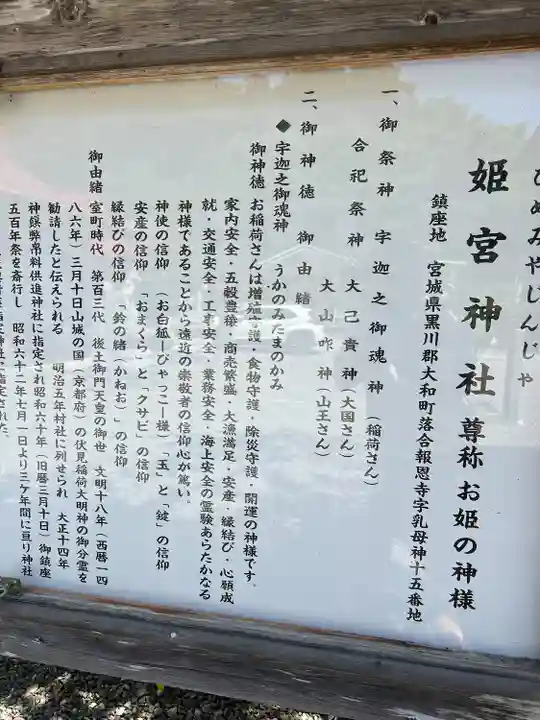 ひめみやじんじゃ
姫宮神社 尊称 お姫の神様
鎮座地 宮城県黒川郡大和町落合報恩寺字乳母神十五番地
一、御祭神 宇迦之御魂神 (稲荷さん)
合祀祭神 大己貴神 (大国さん)
大山咋神 (山王さん)
二、御神徳 御由緒
◆宇迦之御魂神 うかのみたまのかみ
御神徳 お稲荷さんは増殖守護・食物守護・除災守護・開運の神様です。
家内安全・五穀豊穣・商売繁盛・大漁満足・安産・縁結び・心願成
就・交通安全・工事安全・業務安全・海上安全の霊験あらたかなる
神様であることから遠近の崇敬者の信仰心が篤い。
神使の信仰 (お白狐ーびゃっこー様) 「玉」と「鍵」の信仰
安産の信仰 「おまくら」と「クサビ」の信仰
縁結びの信仰 「鈴の緒(かねお)」の信仰
御由緒 室町時代 第百三代 後土御門天皇の御世 文明十八年(西暦一四
八六年)三月十日山城の国(京都府)の伏見稲荷大明神の御分霊を
勧請したと伝えられる 明治五年村社に列せられ 大正十四年
神饌幣帛料供進神社に指定され昭和六十年(旧暦三月十日)御鎮座
五百年祭を斎行し 昭和六十二年七月一日より三ケ年間に亘り神社
神社に指定された。